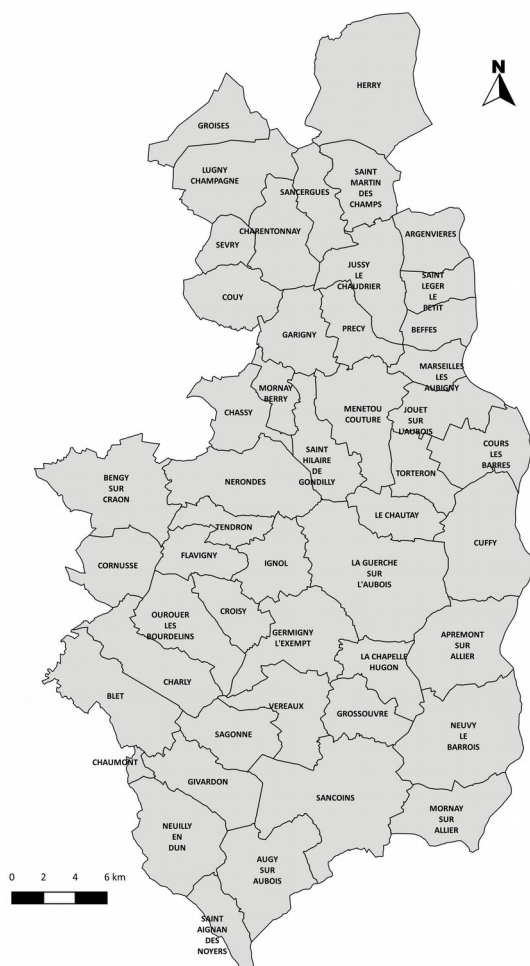 HERRY
N
GROISES
LUGNY
CHAMPAGNE
SANCERGUES
SAINT
MARTIN
DES
CHAMPS
CHARENTONNAY
SEVRY
ARGENVIERES
JUSSY
LE
CHAUDRIER
SAINT
LEGER
LE
PETIT
COUY
GARIGNY
PRECY
BEFFES
MARSEILLES
LES
AUBIGNY
MORNAY
BERRY
CHASSY
MENETOU
COUTURE
JOUET
SUR
L'AUBOIS
COURS
LES
BARRES
SAINT
HILAIRE
DE
GONDILLY
TORTERON
BENGY
SUR
CRAON
NERONDES
LE CHAUTAY
TENDRON
CUFFY
FLAVIGNY
IGNOL
CORNUSSE
LA GUERCHE
SUR
L'AUBOIS
OUROUER
LES
BOURDELINS
CROISY
GERMIGNY
L'EXEMPT
APREMONT
SUR
ALLIER
LA CHAPELLE
HUGON
CHARLY
BLET
VEREAUX
GROSSOUVRE
NEUVY
LE
BARROIS
SAGONNE
CHAUMONT
GIVARDON
SANCOINS
MORNAY
SUR
ALLIER
NEUILLY
EN
DUN
AUGY
SUR
AUBOIS
0 2 4 6 km
SAINT
AIGNAN
DES
NOYERS